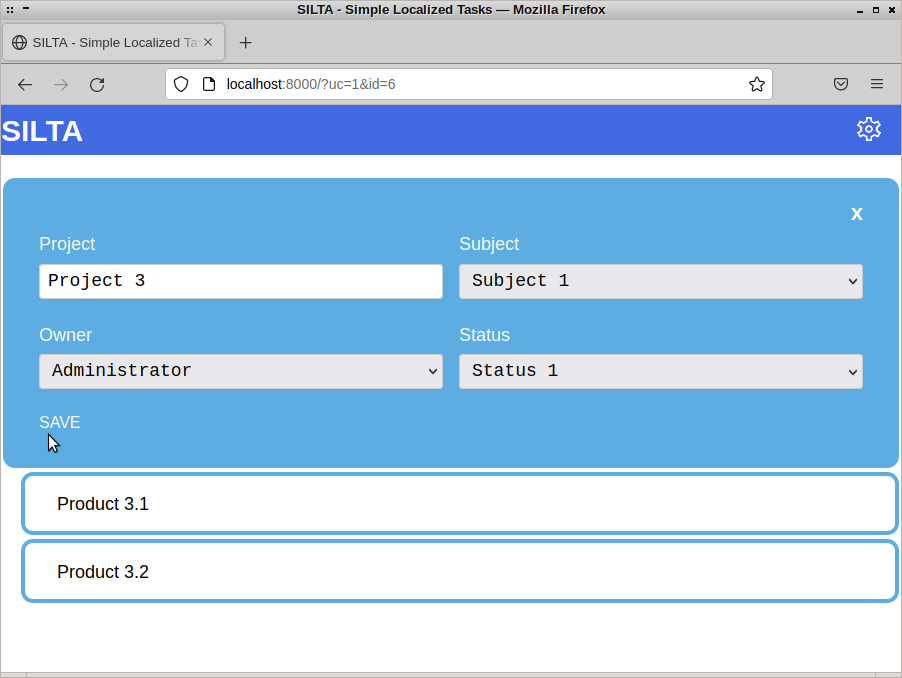 SILTA - Simple Localized Tasks — Mozilla Firefox
SILTA - Simple Localized Ta
localhost:8000/?uc=1&id=6
SILTA
x
Project
Subject
Project 3
Subject 1
Owner
Status
Administrator
Status 1
SAVE
Product 3.1
Product 3.2